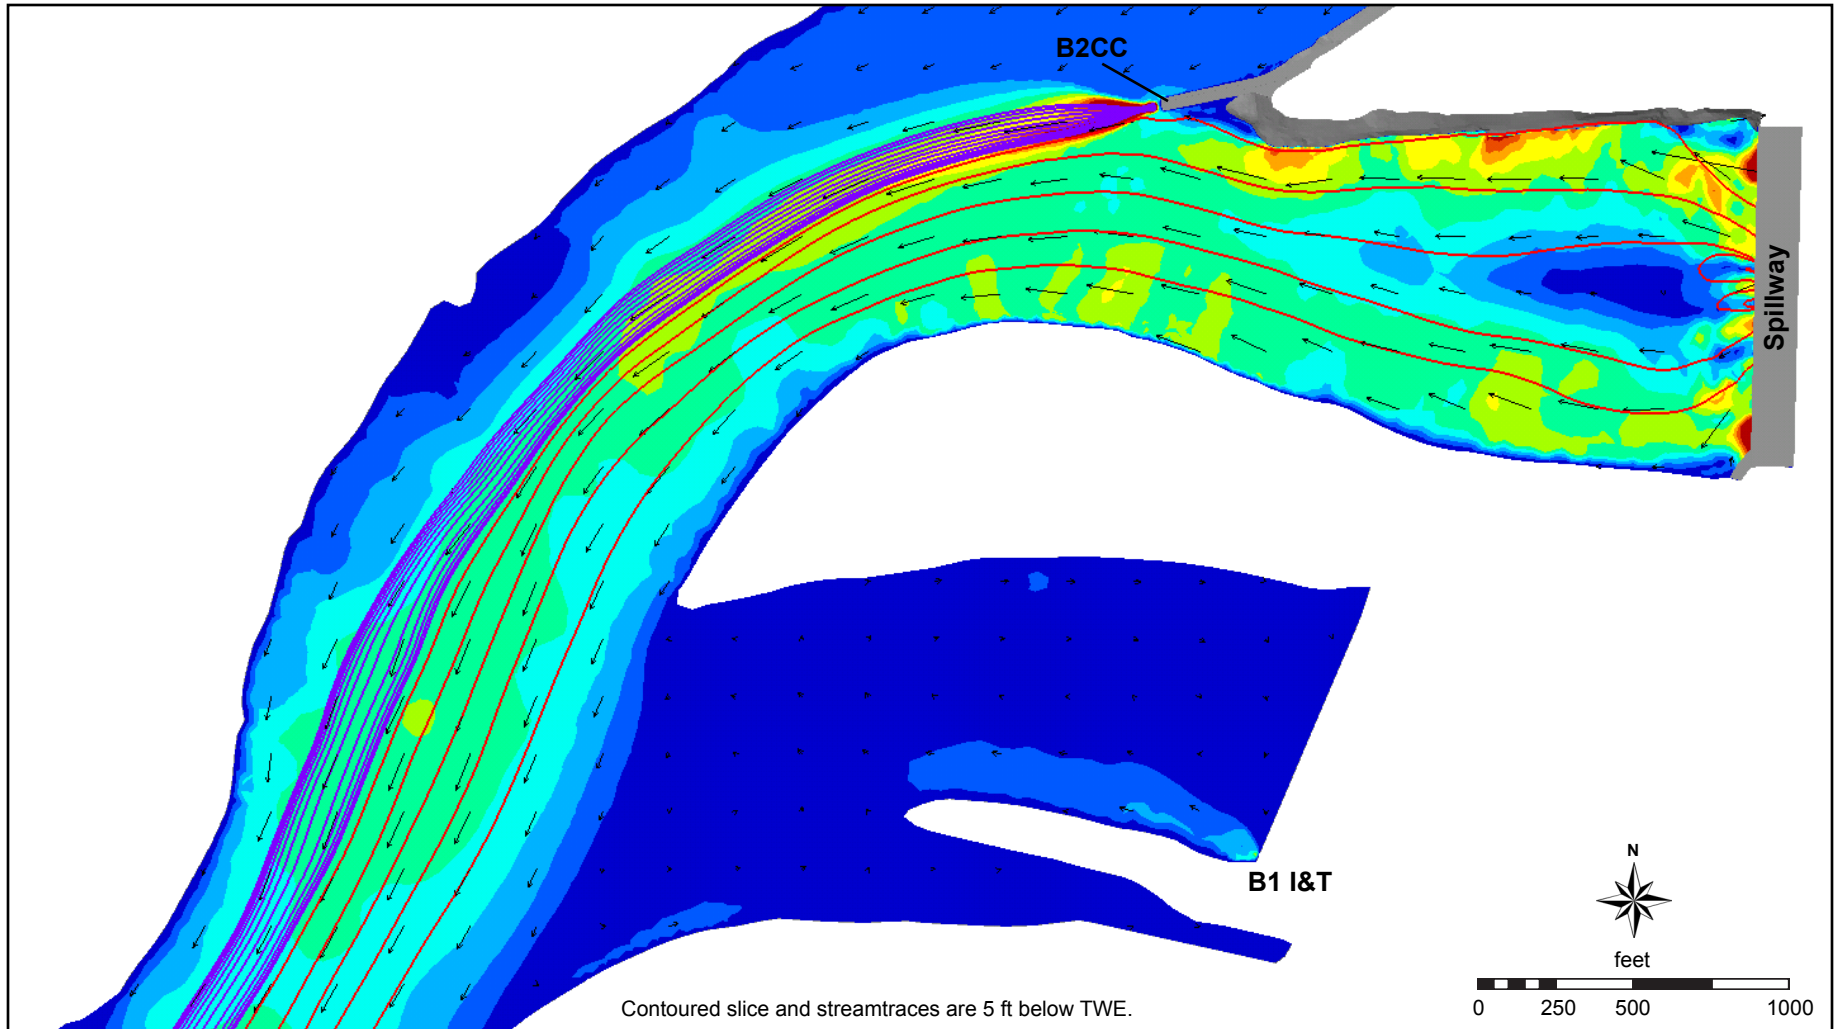 B2CC
Spillway
B1 I&T
N
feet
0 250 500 1000
Contoured slice and streamtraces are 5 ft below TWE.